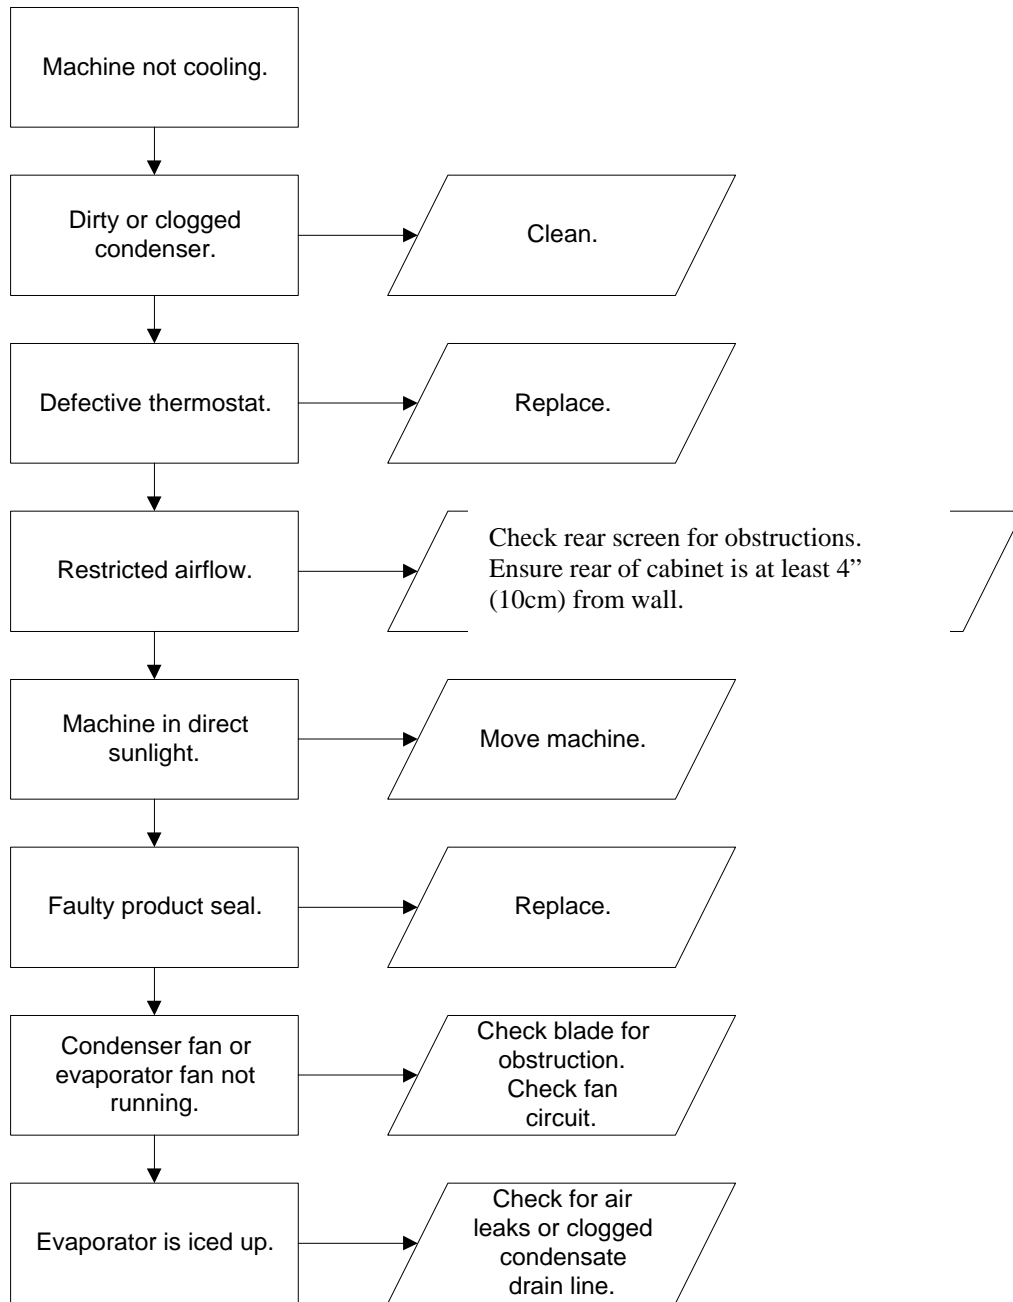 Machine not cooling.
Dirty or clogged
condenser.
Clean.
Defective thermostat.
Replace.
Restricted airflow.
Check rear screen for obstructions.
Ensure rear of cabinet is at least 4”
(10cm) from wall.
Machine in direct
sunlight.
Move machine.
Faulty product seal.
Replace.
Condenser fan or
evaporator fan not
running.
Check blade for
obstruction.
Check fan
circuit.
Evaporator is iced up.
Check for air
leaks or clogged
condensate
drain line.